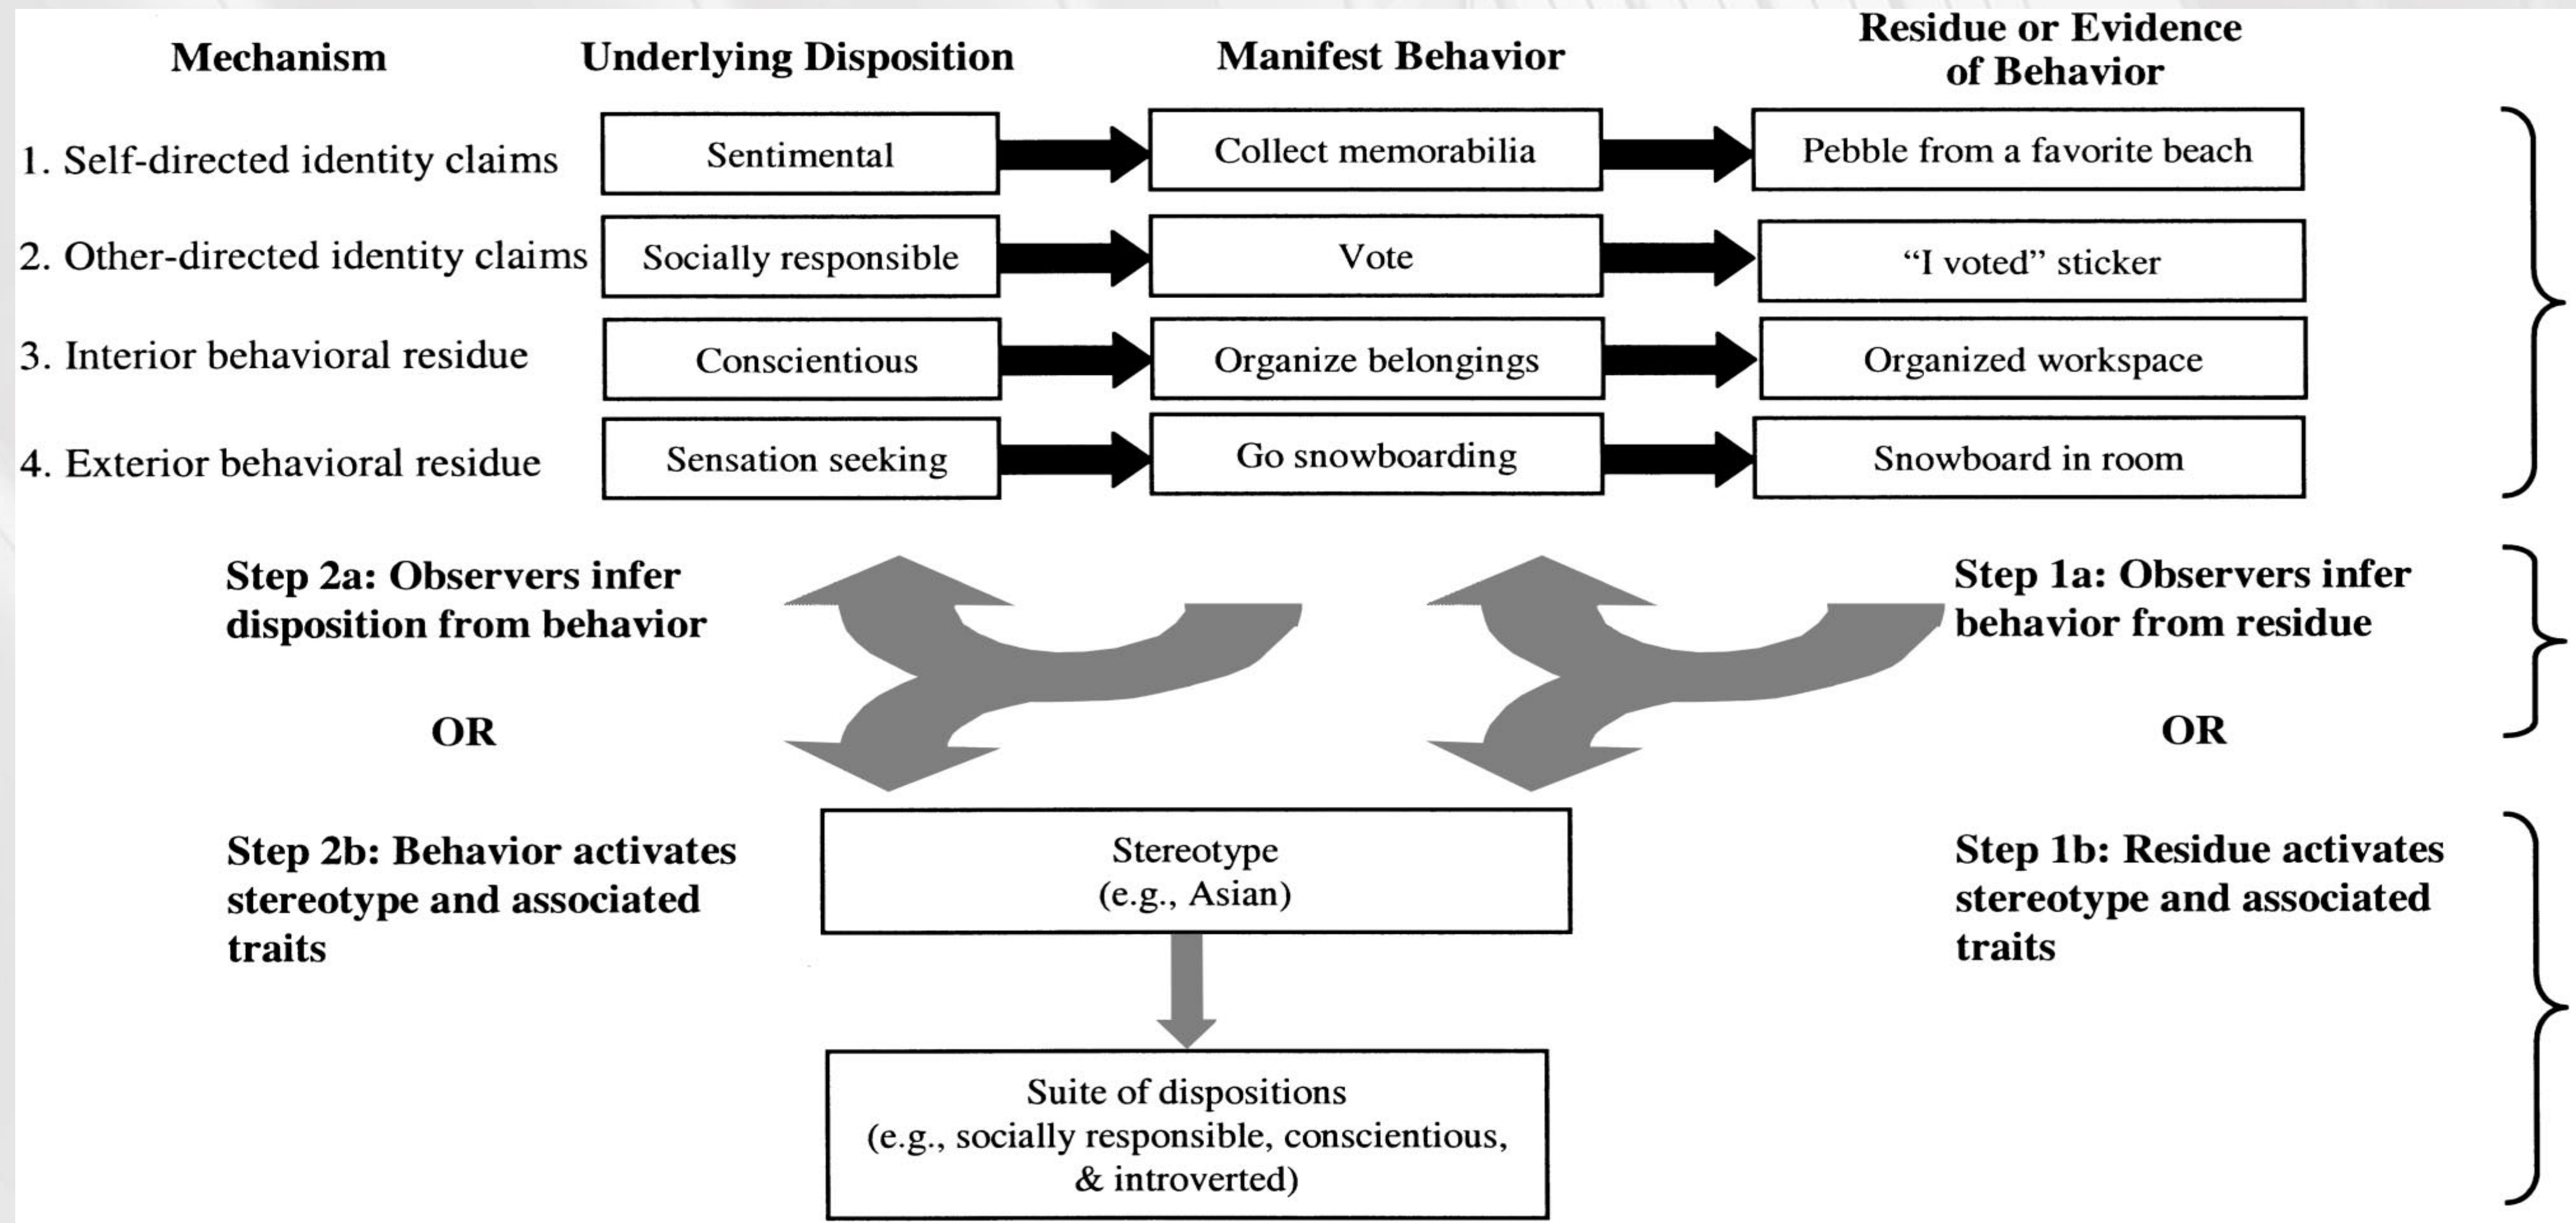 Mechanism
Underlying Disposition
Manifest Behavior
Residue or Evidence
of Behavior
1. Self-directed identity claims
Sentimental
Collect memorabilia
Pebble from a favorite beach
2. Other-directed identity claims
Socially responsible
Vote
“I voted” sticker
3. Interior behavioral residue
Conscientious
Organize belongings
Organized workspace
4. Exterior behavioral residue
Sensation seeking
Go snowboarding
Snowboard in room
Step 2a: Observers infer
disposition from behavior
Step 1a: Observers infer
behavior from residue
OR
OR
Step 2b: Behavior activates
stereotype and associated
traits
Stereotype
(e.g., Asian)
Step 1b: Residue activates
stereotype and associated
traits
Suite of dispositions
(e.g., socially responsible, conscientious,
& introverted)